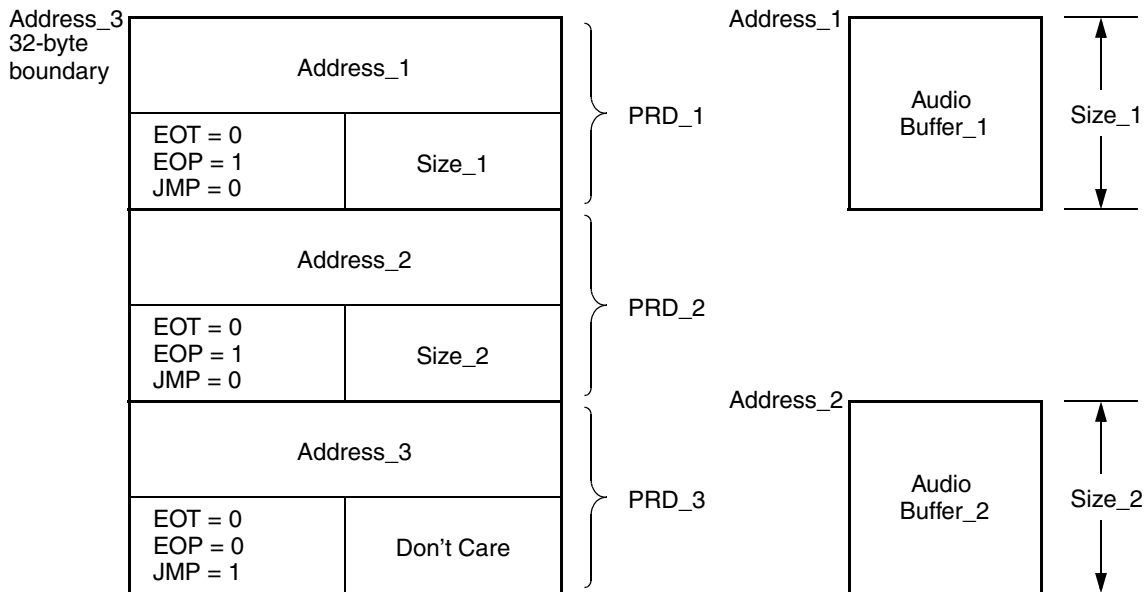 Address_3
32-byte
boundary
Address_1
EOT = 0
EOP = 1
JMP = 0
Size_1
PRD_1
Address_2
EOT = 0
EOP = 1
JMP = 0
Size_2
PRD_2
Address_3
EOT = 0
EOP = 0
JMP = 1
Don't Care
PRD_3
Address_1
Audio
Buffer_1
Size_1
Address_2
Audio
Buffer_2
Size_2